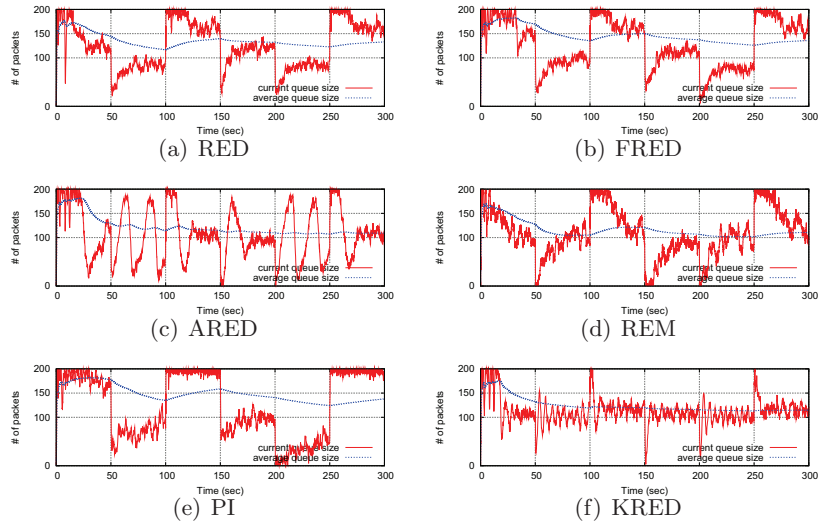 200
150
100
0
# of packets
current queue size
average queue size
0 50 100 150 200 250 300
Time (sec)
(a) RED
200
150
100
0
# of packets
current queue size
average queue size
0 50 100 150 200 250 300
Time (sec)
(b) FRED
200
150
100
0
# of packets
current queue size
average queue size
0 50 100 150 200 250 300
Time (sec)
(c) ARED
200
150
100
0
# of packets
current queue size
average queue size
0 50 100 150 200 250 300
Time (sec)
(d) REM
200
150
100
0
# of packets
current queue size
average queue size
0 50 100 150 200 250 300
Time (sec)
(e) PI
200
150
100
0
# of packets
current queue size
average queue size
0 50 100 150 200 250 300
Time (sec)
(f) KRED